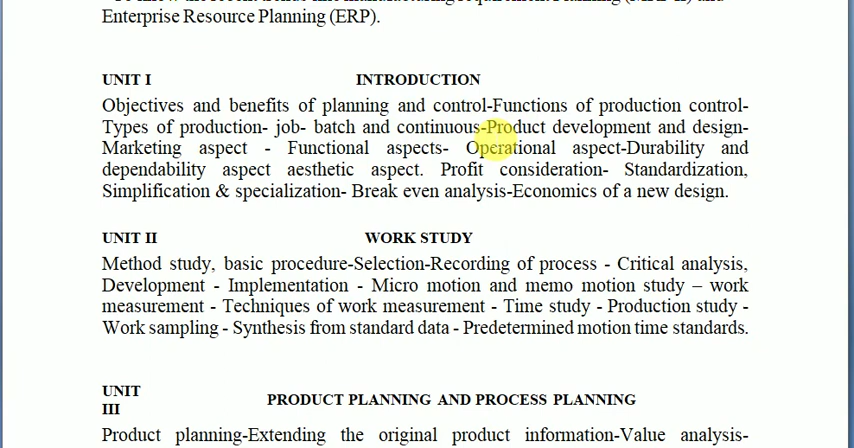 Enterprise Resource Planning (ERP).
UNIT I INTRODUCTION
Objectives and benefits of planning and control-Functions of production control-
Types of production- job- batch and continuous-Product development and design-
Marketing aspect - Functional aspects- Operational aspect-Durability and
dependability aspect aesthetic aspect. Profit consideration- Standardization,
Simplification & specialization- Break even analysis-Economics of a new design.
UNIT II WORK STUDY
Method study, basic procedure-Selection-Recording of process - Critical analysis,
Development - Implementation - Micro motion and memo motion study – work
measurement - Techniques of work measurement - Time study - Production study -
Work sampling - Synthesis from standard data - Predetermined motion time standards.
UNIT
III PRODUCT PLANNING AND PROCESS PLANNING
Product planning-Extending the original product information-Value analysis-